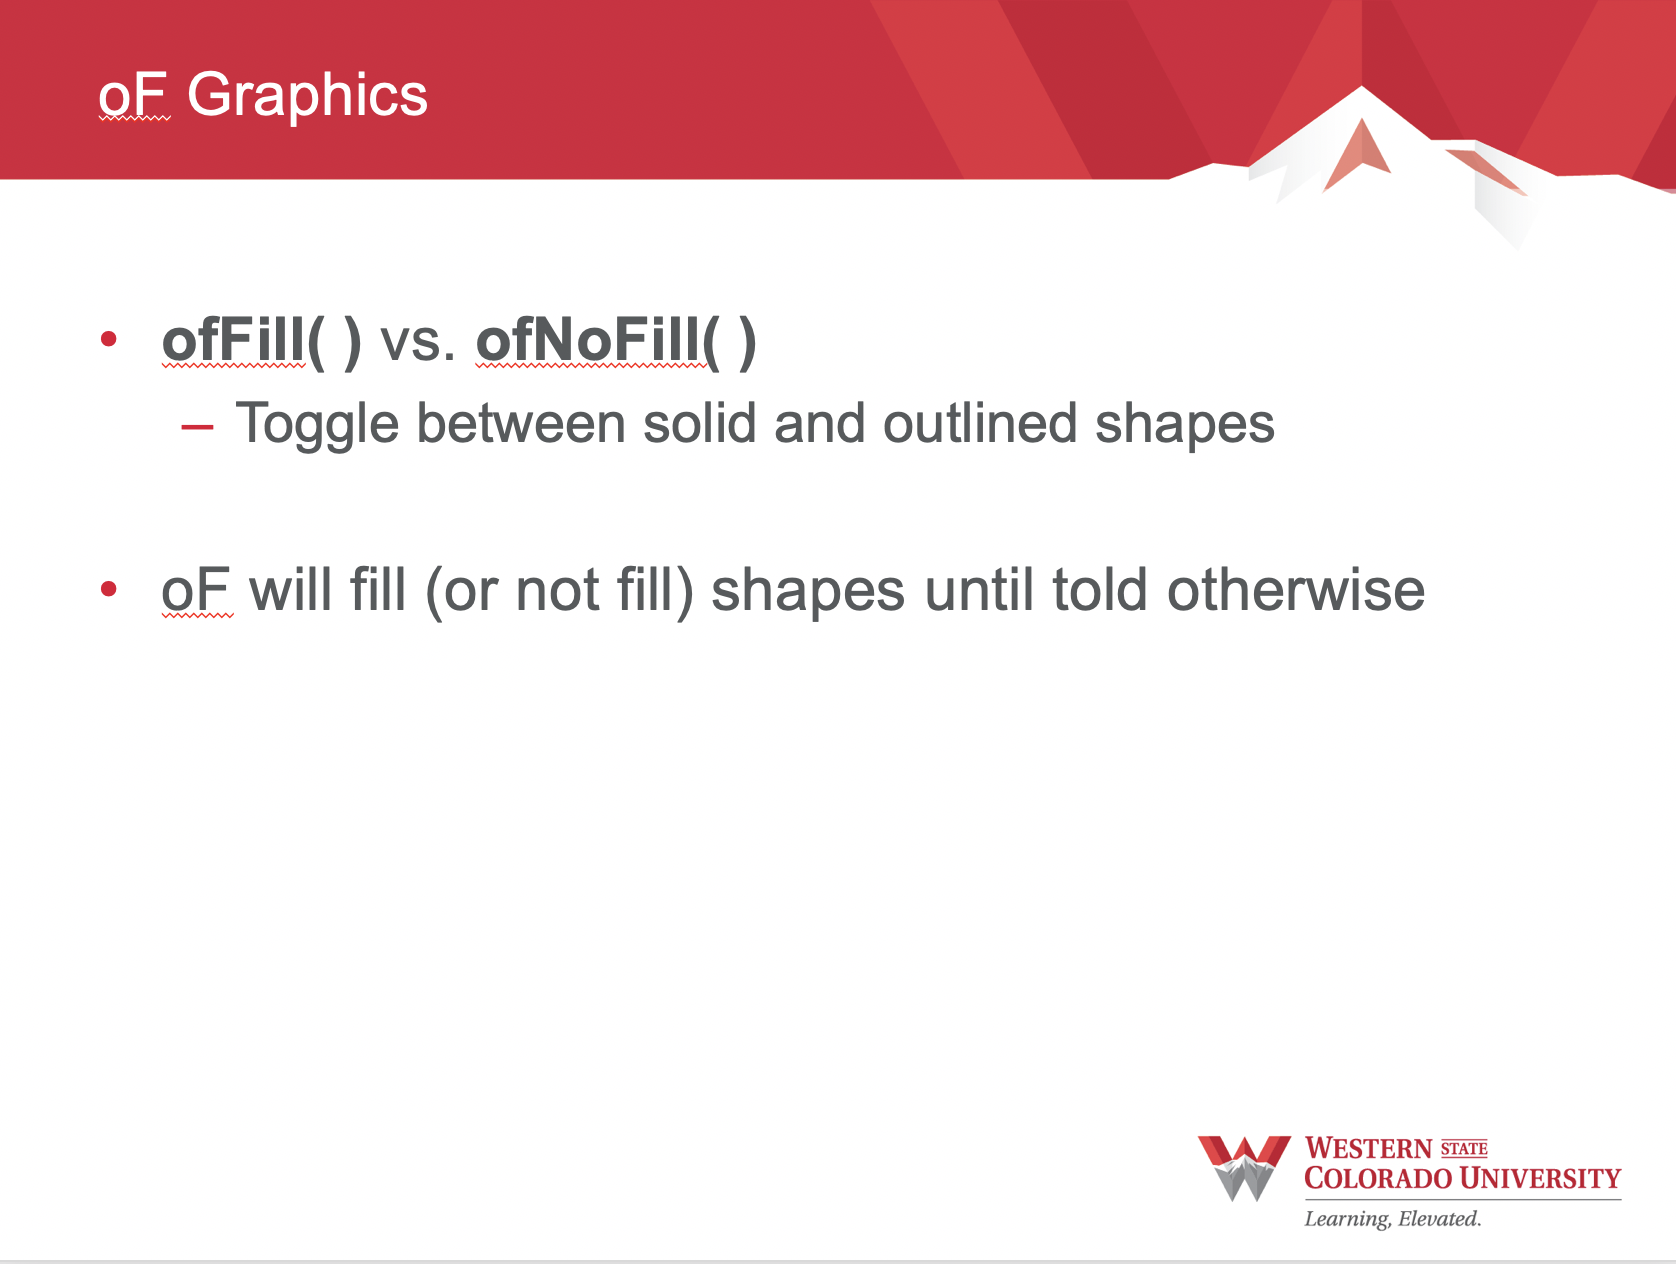 oF Graphics
• ofFill( ) vs. ofNoFill( )
– Toggle between solid and outlined shapes
• oF will fill (or not fill) shapes until told otherwise
WESTERN STATE
COLORADO UNIVERSITY
Learning, Elevated.